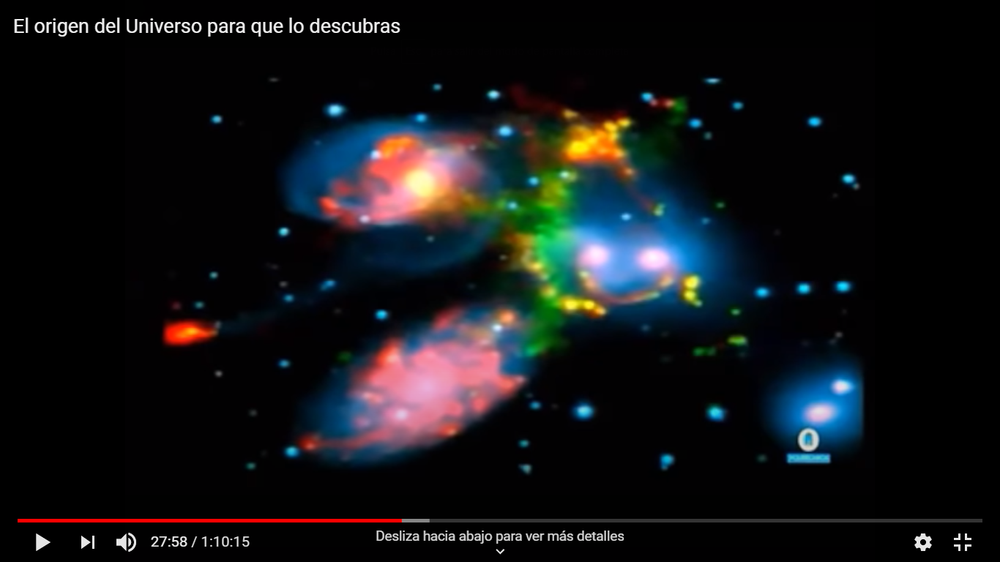 El origen del Universo para que lo descubras
27:58 / 1:10:15
Desliza hacia abajo para ver más detalles